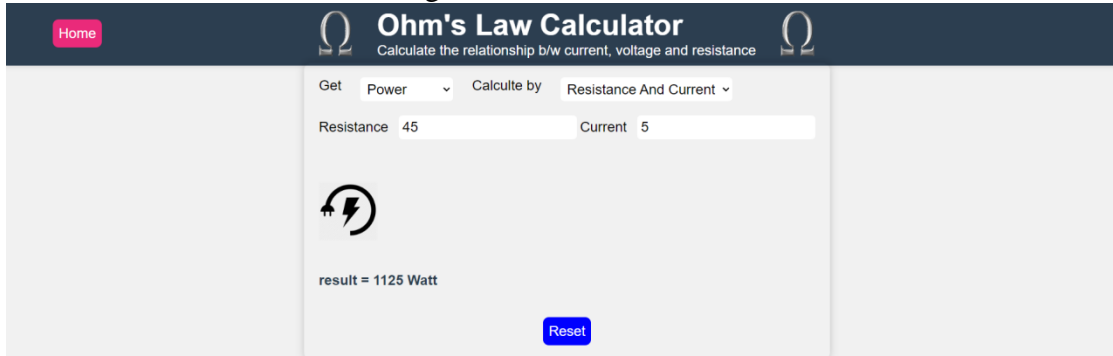 Home
Ω Ohm's Law Calculator Ω
Calculate the relationship b/w current, voltage and resistance
Get Power Calculte by Resistance And Current
Resistance 45 Current 5
result = 1125 Watt
Reset